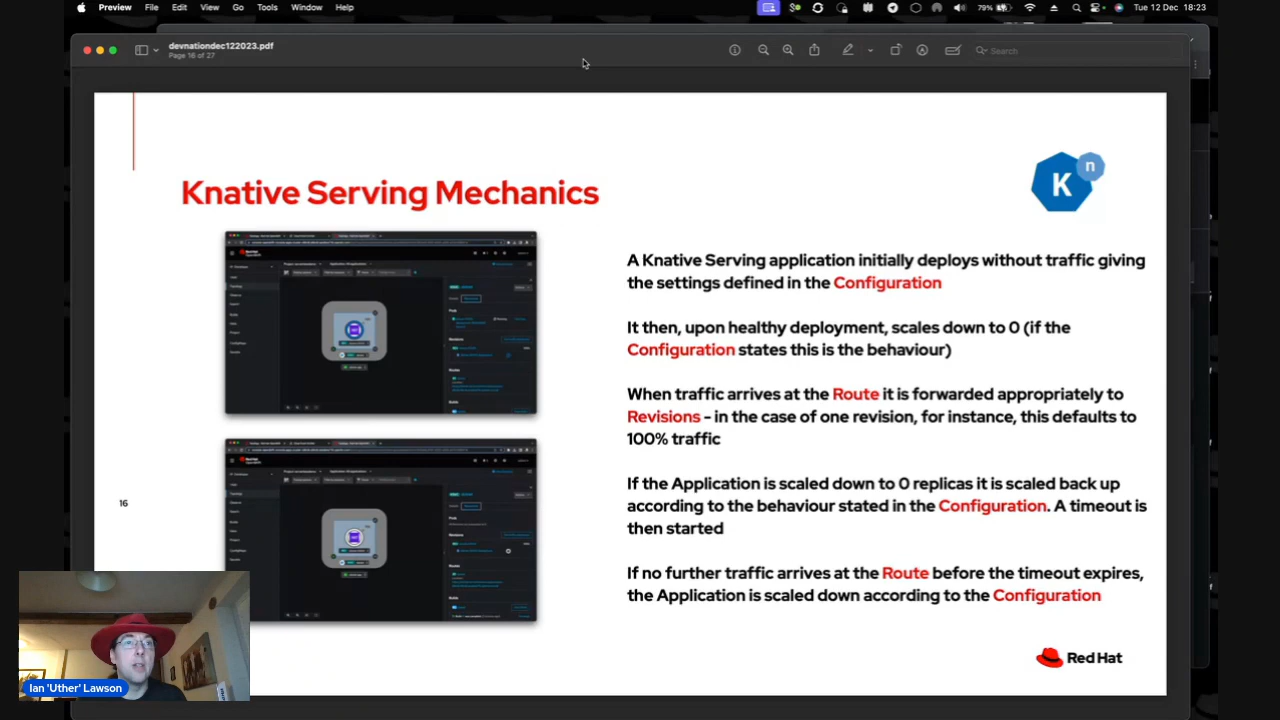 Preview File Edit View Go Tools Window Help 79% Tue 12 Dec 18:23
devnationdec122023.pdf
Page 16 of 27
Search
Knative Serving Mechanics
K n
A Knative Serving application initially deploys without traffic giving
the settings defined in the Configuration
It then, upon healthy deployment, scales down to 0 (if the
Configuration states this is the behaviour)
When traffic arrives at the Route it is forwarded appropriately to
Revisions - in the case of one revision, for instance, this defaults to
100% traffic
If the Application is scaled down to 0 replicas it is scaled back up
according to the behaviour stated in the Configuration. A timeout is
then started
If no further traffic arrives at the Route before the timeout expires,
the Application is scaled down according to the Configuration
16
Red Hat
Ian 'Uther' Lawson